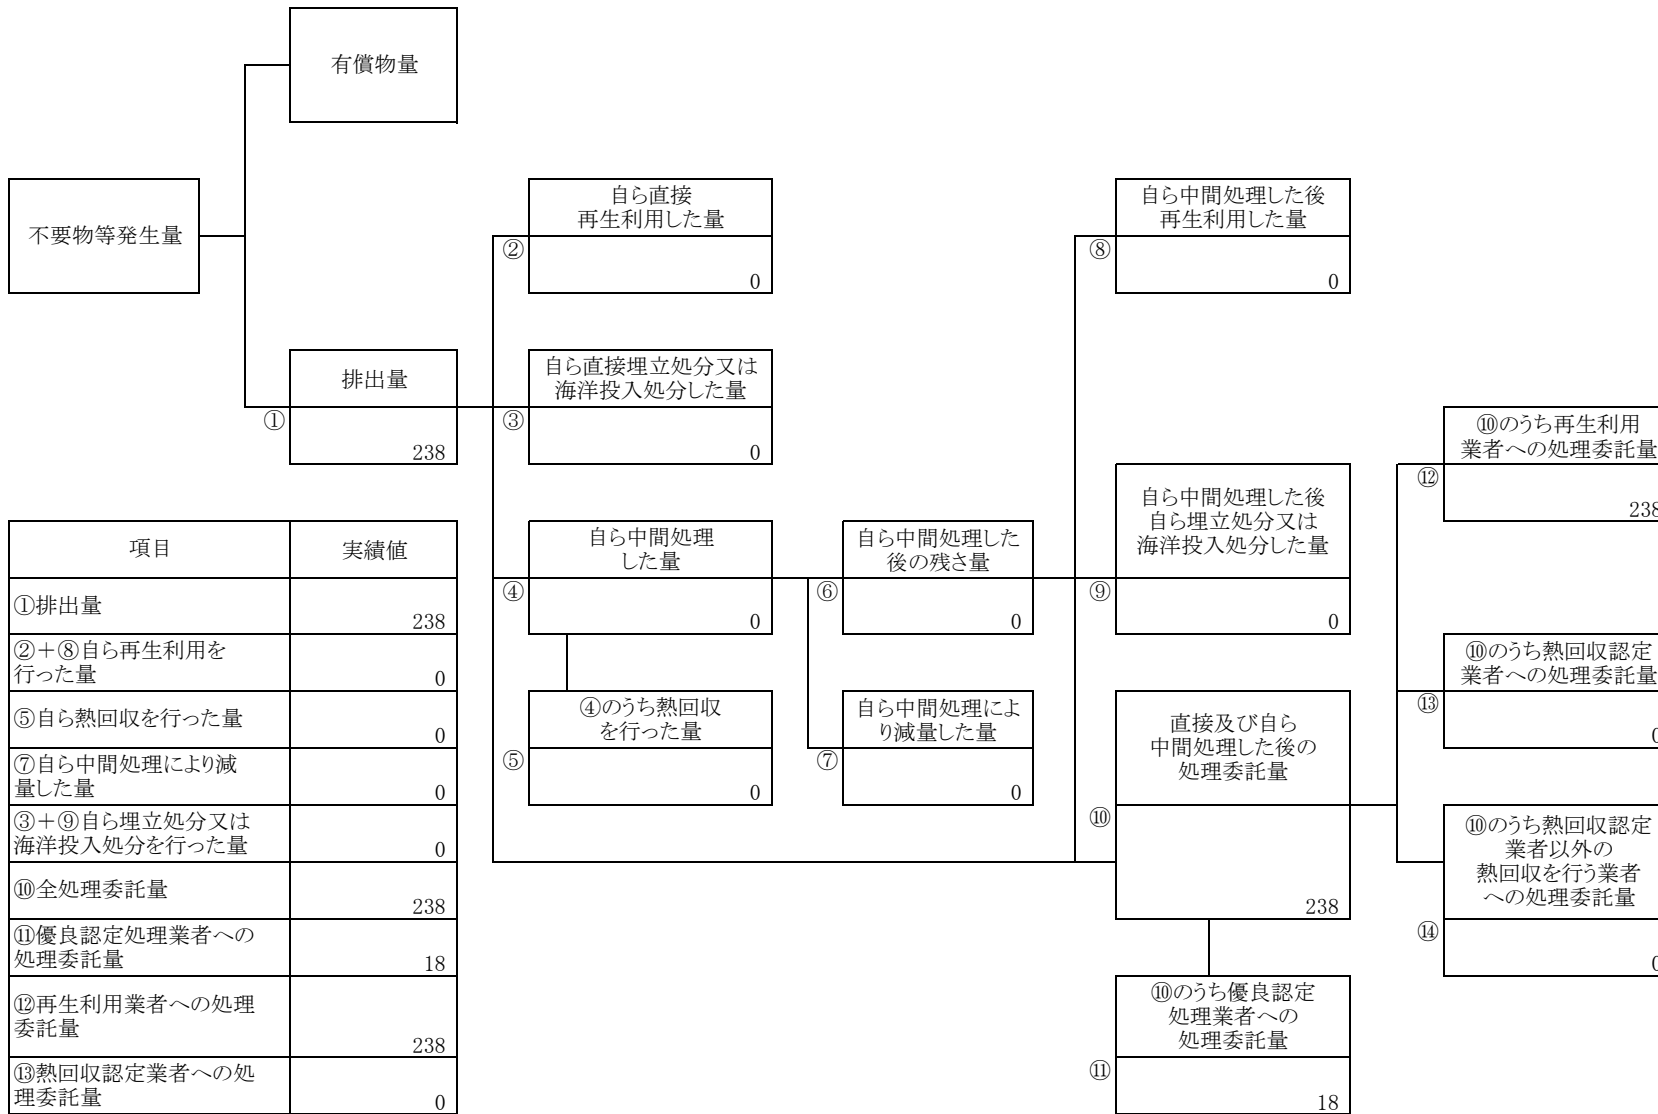 有償物量
不要物等発生量
自ら直接
再生利用した量
②
0
自ら中間処理した後
再生利用した量
⑧
0
排出量
①
238
自ら直接埋立処分又は
海洋投入処分した量
③
0
⑩のうち再生利用
業者への処理委託量
⑫
238
自ら中間処理
した量
④
0
自ら中間処理した
後の残さ量
⑥
0
自ら中間処理した後
自ら埋立処分又は
海洋投入処分した量
⑨
0
⑩のうち熱回収認定
業者への処理委託量
⑬
0
④のうち熱回収
を行った量
⑤
0
自ら中間処理によ
り減量した量
⑦
0
直接及び自ら
中間処理した後の
処理委託量
⑩
238
⑩のうち熱回収認定
業者以外の
熱回収を行う業者
への処理委託量
⑭
0
⑩のうち優良認定
処理業者への
処理委託量
⑪
18
項目 実績値
①排出量 238
②+⑧自ら再生利用を
行った量 0
⑤自ら熱回収を行った量 0
⑦自ら中間処理により減
量した量 0
③+⑨自ら埋立処分又は
海洋投入処分を行った量 0
⑩全処理委託量 238
⑪優良認定処理業者への
処理委託量 18
⑫再生利用業者への処理
委託量 238
⑬熱回収認定業者への処
理委託量 0